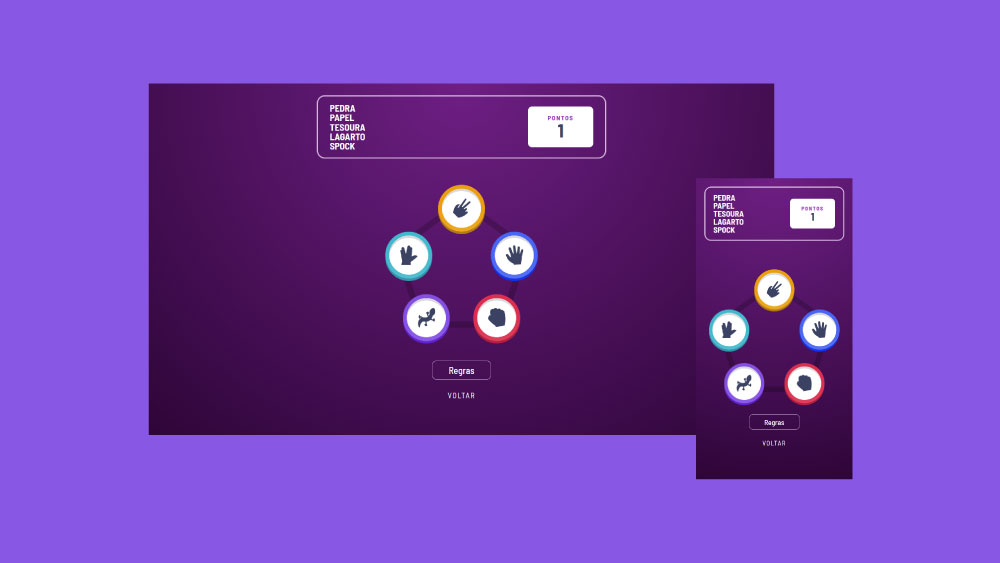 PEDRA
PAPEL
TESOURA
LAGARTO
SPOCK
PONTOS
1
Regras
VOLTAR
PEDRA
PAPEL
TESOURA
LAGARTO
SPOCK
PONTOS
1
Regras
VOLTAR